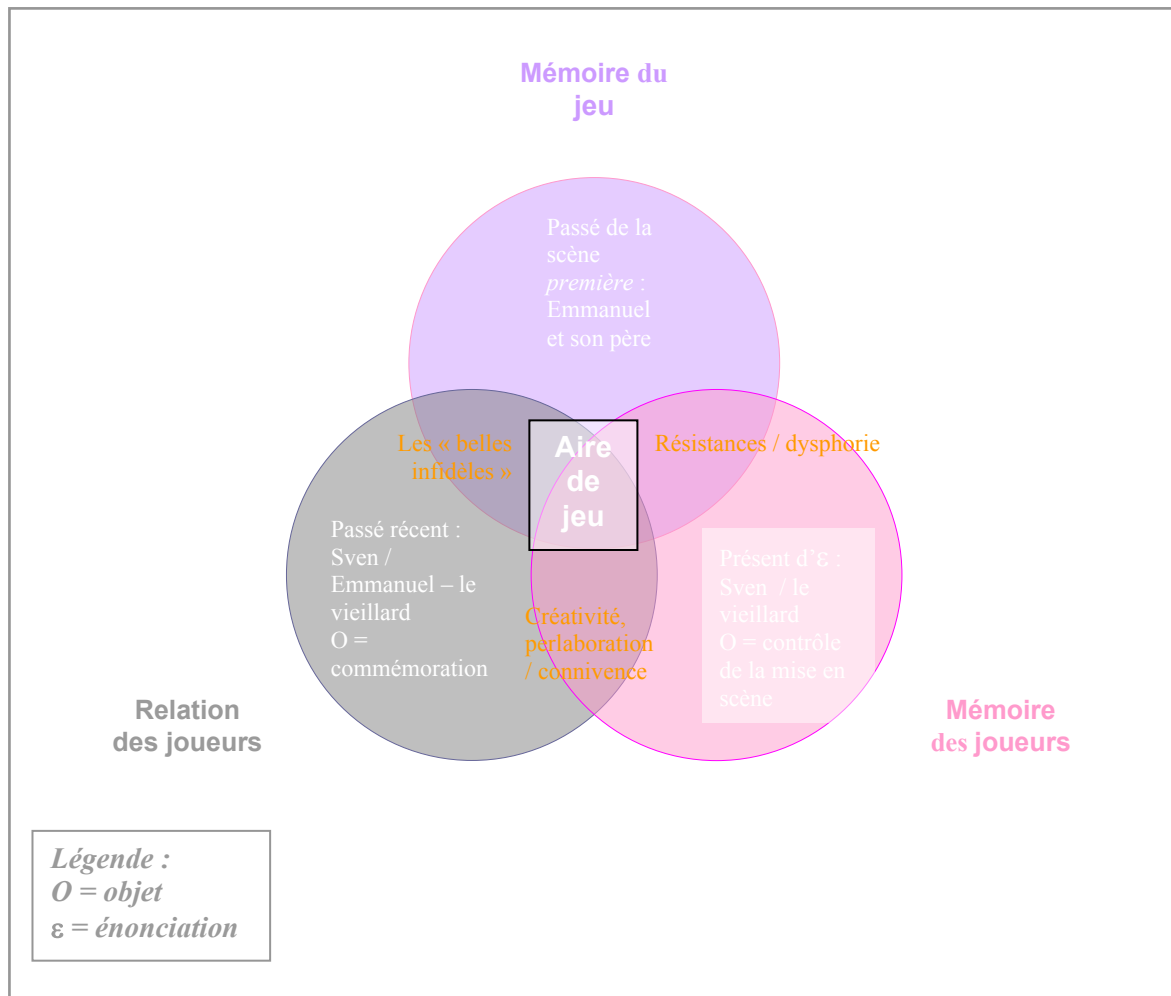 Mémoire du
jeu
Passé de la
scène
première :
Emmanuel
et son père
Les « belles
infidèles »
Aire
de
jeu
Résistances / dysphorie
Passé récent :
Sven /
Emmanuel – le
vieillard
O =
commémoration
Créativité,
perlaboration
/ connivence
Présent d’ε :
Sven / le
vieillard
O = contrôle
de la mise en
scène
Relation
des joueurs
Mémoire
des joueurs
Légende :
O = objet
ε = énonciation